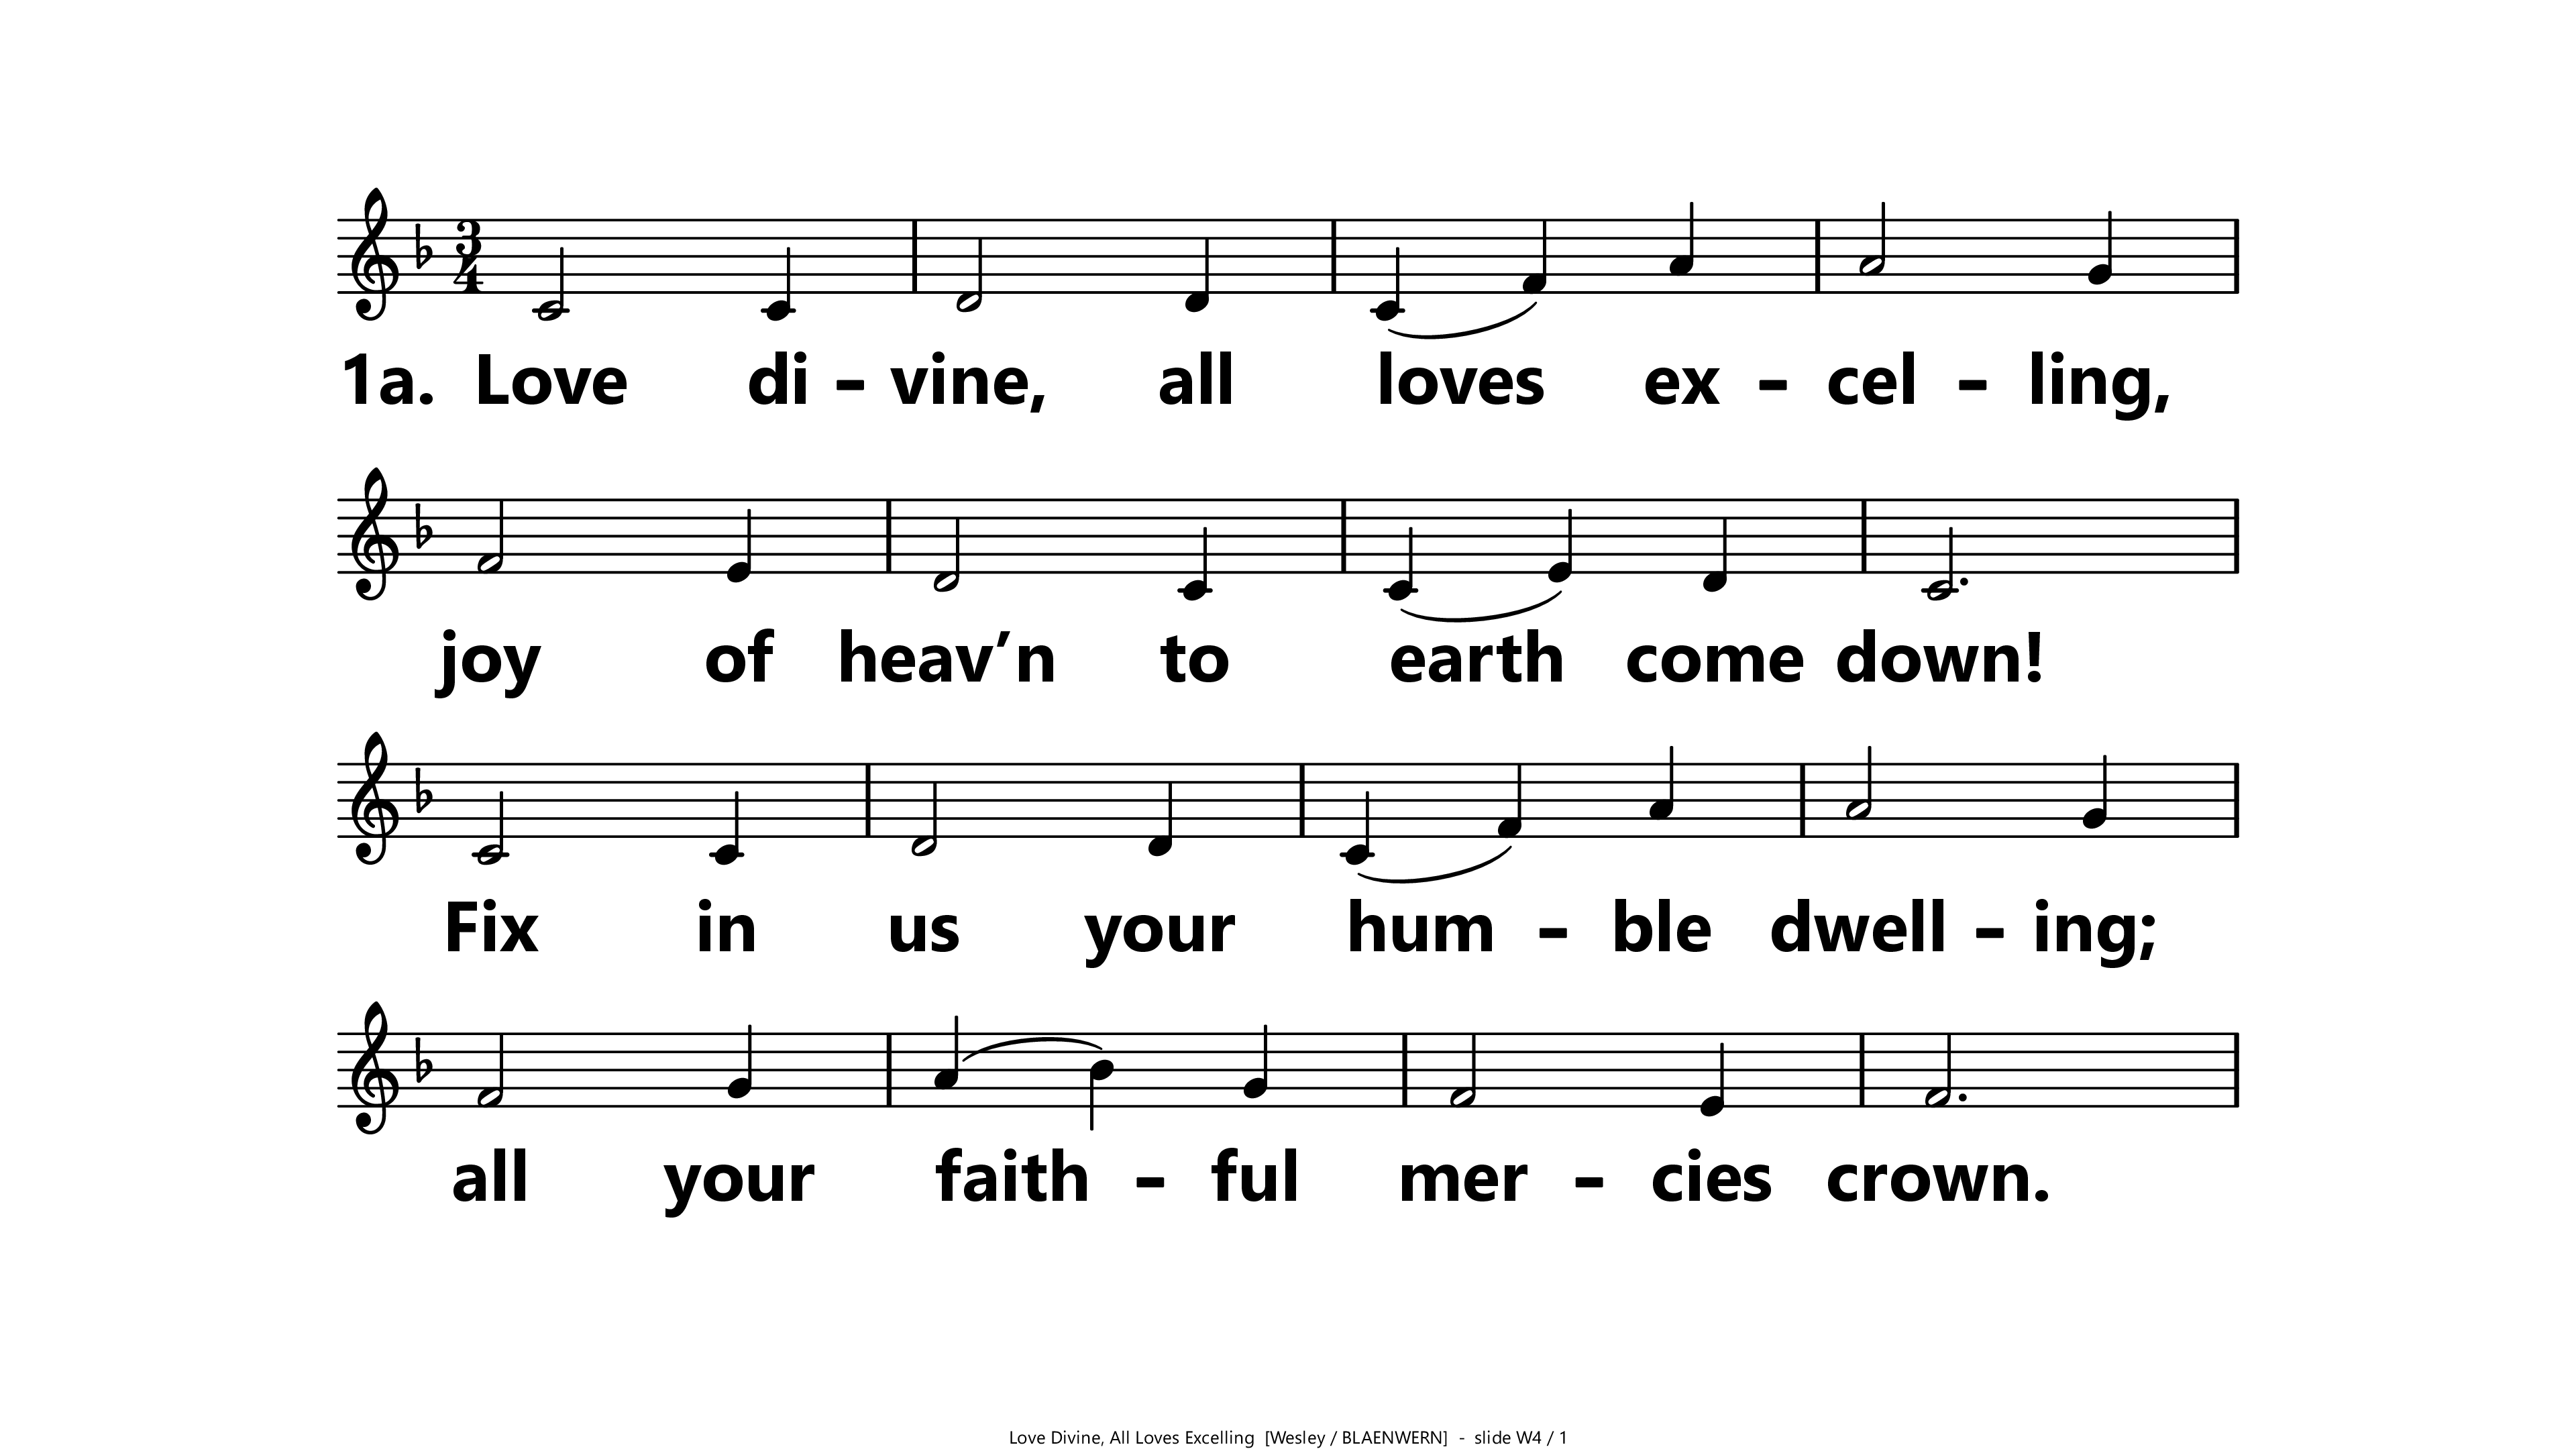 1a. Love di - vine, all loves ex - cel - ling,
joy of heav’n to earth come down!
Fix in us your hum - ble dwell - ing;
all your faith - ful mer - cies crown.
Love Divine, All Loves Excelling [Wesley / BLAENWERN] - slide W4 / 1